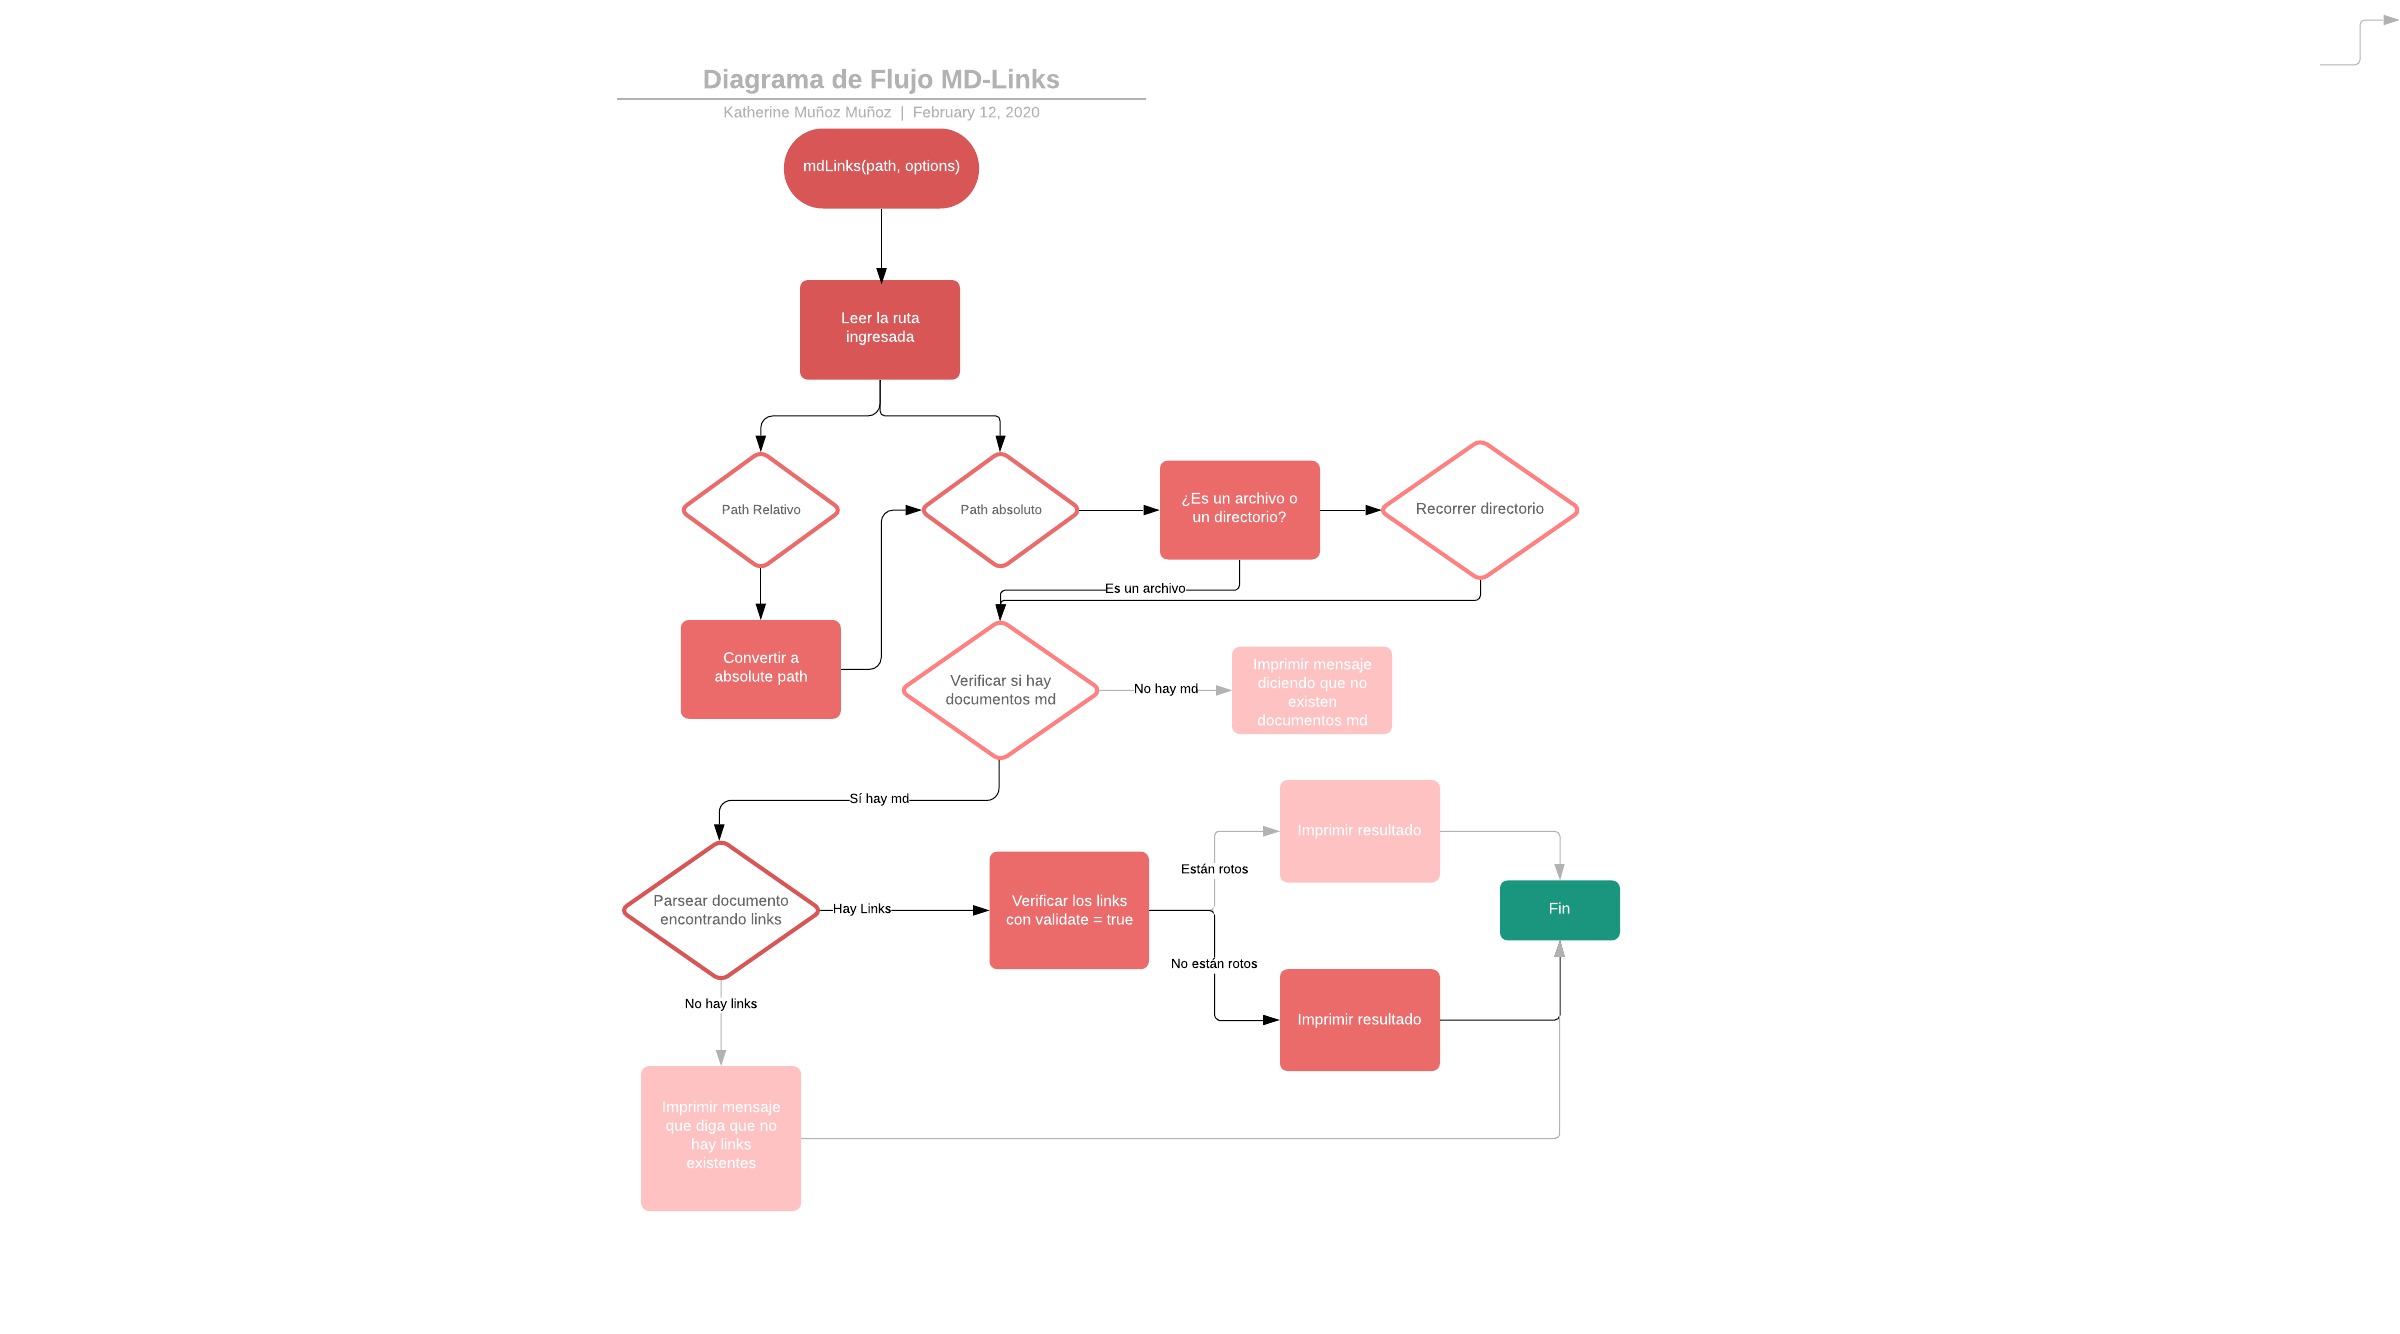 Diagrama de Flujo MD-Links
Katherine Muñoz Muñoz | February 12, 2020
mdLinks(path, options)
Leer la ruta
ingresada
Path Relativo
Path absoluto
¿Es un archivo o
un directorio?
Recorrer directorio
Es un archivo
Convertir a
absolute path
Verificar si hay
documentos md
No hay md
Imprimir mensaje
diciendo que no
existen
documentos md
Sí hay md
Parsear documento
encontrando links
Hay Links
Verificar los links
con validate = true
Están rotos
Imprimir resultado
Fin
No están rotos
Imprimir resultado
No hay links
Imprimir mensaje
que diga que no
hay links
existentes